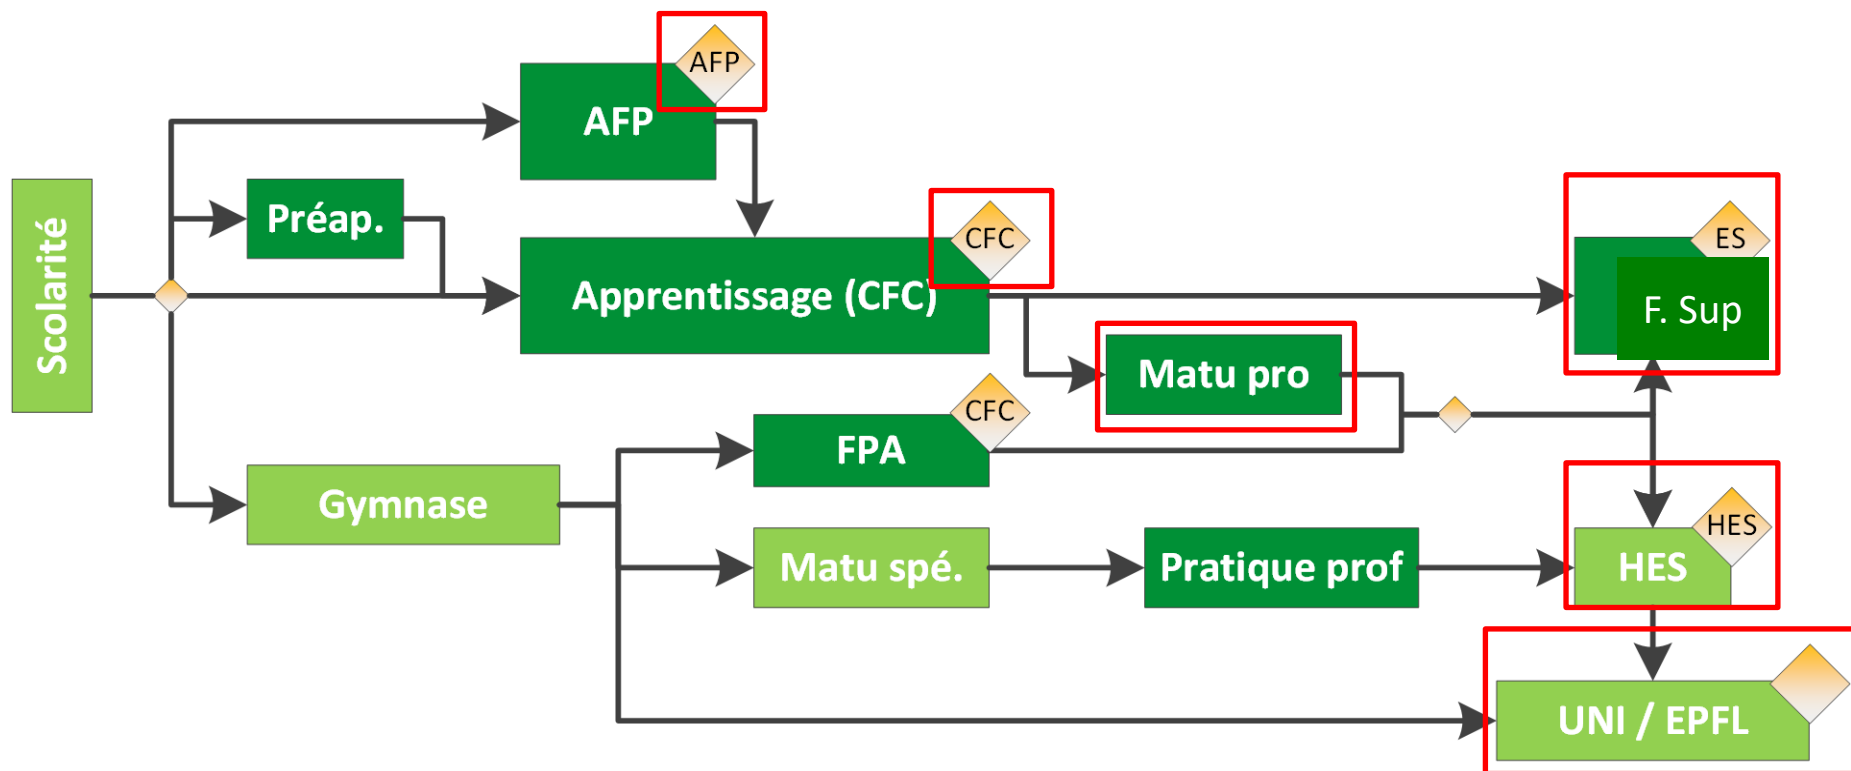 AFP
AFP
Scolarité
Préap.
CFC
Apprentissage (CFC)
ES
F. Sup
Matu pro
CFC
FPA
Gymnase
HES
Matu spé.
Pratique prof
HES
UNI / EPFL